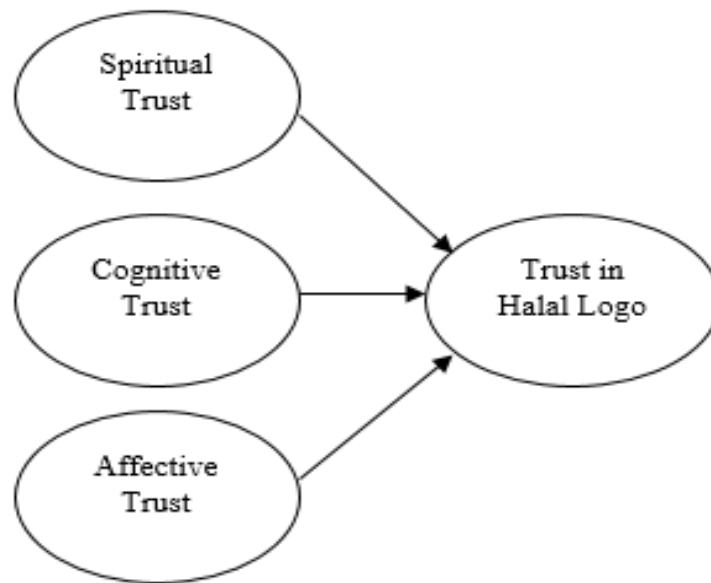 Spiritual
Trust
Cognitive
Trust
Trust in
Halal Logo
Affective
Trust